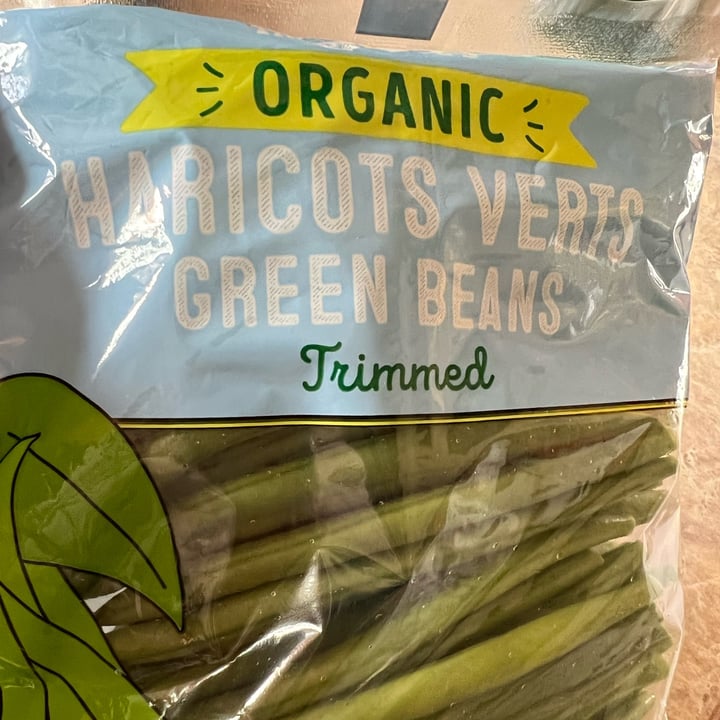 ORGANIC
HARICOTS VERTS
GREEN BEANS
Trimmed